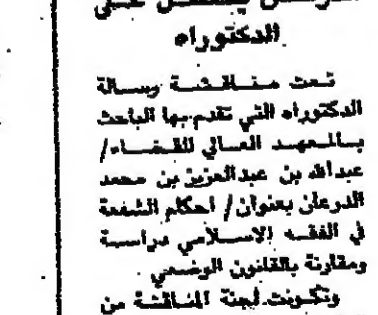 على
الدكتوراه
تمت مناقشة رسالة
الدكتوراه التي تقدم بها الباحث
بالمعهد العالي للقضاء/
عبدالله بن عبدالعزيز بن محمد
الدرعان بعنوان/ احكام الشفعة
في الفقه الاسلامي دراسة
ومقارنة بالقانون الوضعي.
وتكونت لجنة المناقشة من